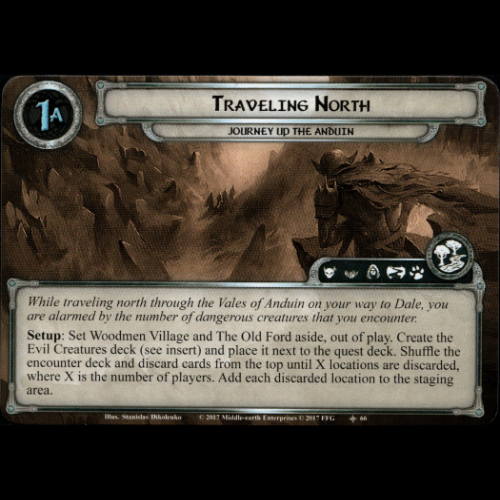 1A
TRAVELING NORTH
JOURNEY UP THE ANDUIN
While traveling north through the Vales of Anduin on your way to Dale, you
are alarmed by the number of dangerous creatures that you encounter.
Setup: Set Woodmen Village and The Old Ford aside, out of play. Create the
Evil Creatures deck (see insert) and place it next to the quest deck. Shuffle the
encounter deck and discard cards from the top until X locations are discarded,
where X is the number of players. Add each discarded location to the staging
area.
Illus. Stanislav Dikolenko © 2017 Middle-earth Enterprises © 2017 FFG 66